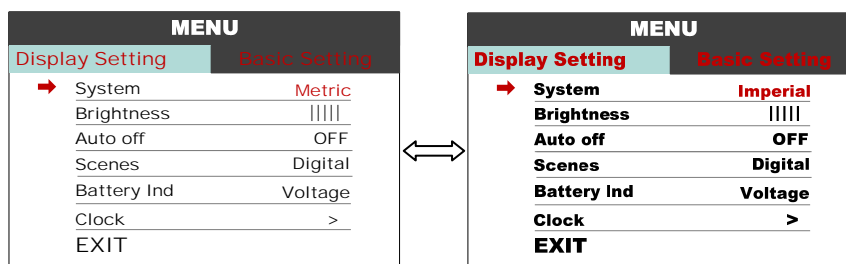 MENU
Display Setting Basic Setting
System Metric
Brightness |||||
Auto off OFF
Scenes Digital
Battery Ind Voltage
Clock >
EXIT
MENU
Display Setting Basic Setting
System Imperial
Brightness |||||
Auto off OFF
Scenes Digital
Battery Ind Voltage
Clock >
EXIT